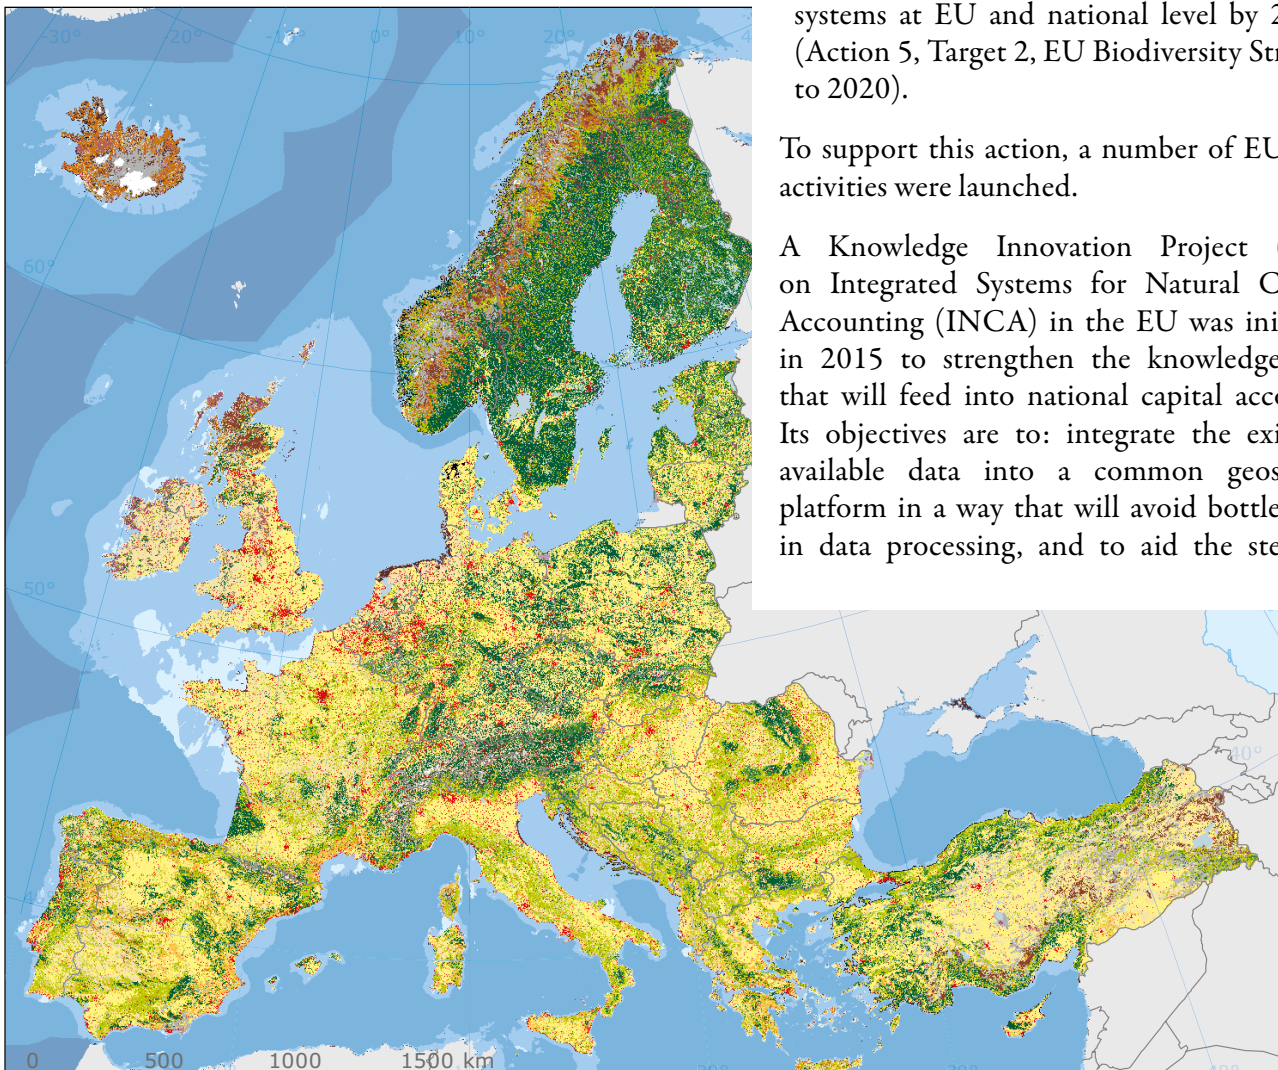 systems at EU and national level by 2
(Action 5, Target 2, EU Biodiversity Str
to 2020).
To support this action, a number of EU
activities were launched.
A Knowledge Innovation Project (
on Integrated Systems for Natural C
Accounting (INCA) in the EU was ini
in 2015 to strengthen the knowledge
that will feed into national capital acco
Its objectives are to: integrate the exi
available data into a common geos
platform in a way that will avoid bottle
in data processing, and to aid the ste
-30°
-20°
-10°
0°
10°
20°
60°
50°
40°
40°
0 500 1000 1500 km
30°
40°